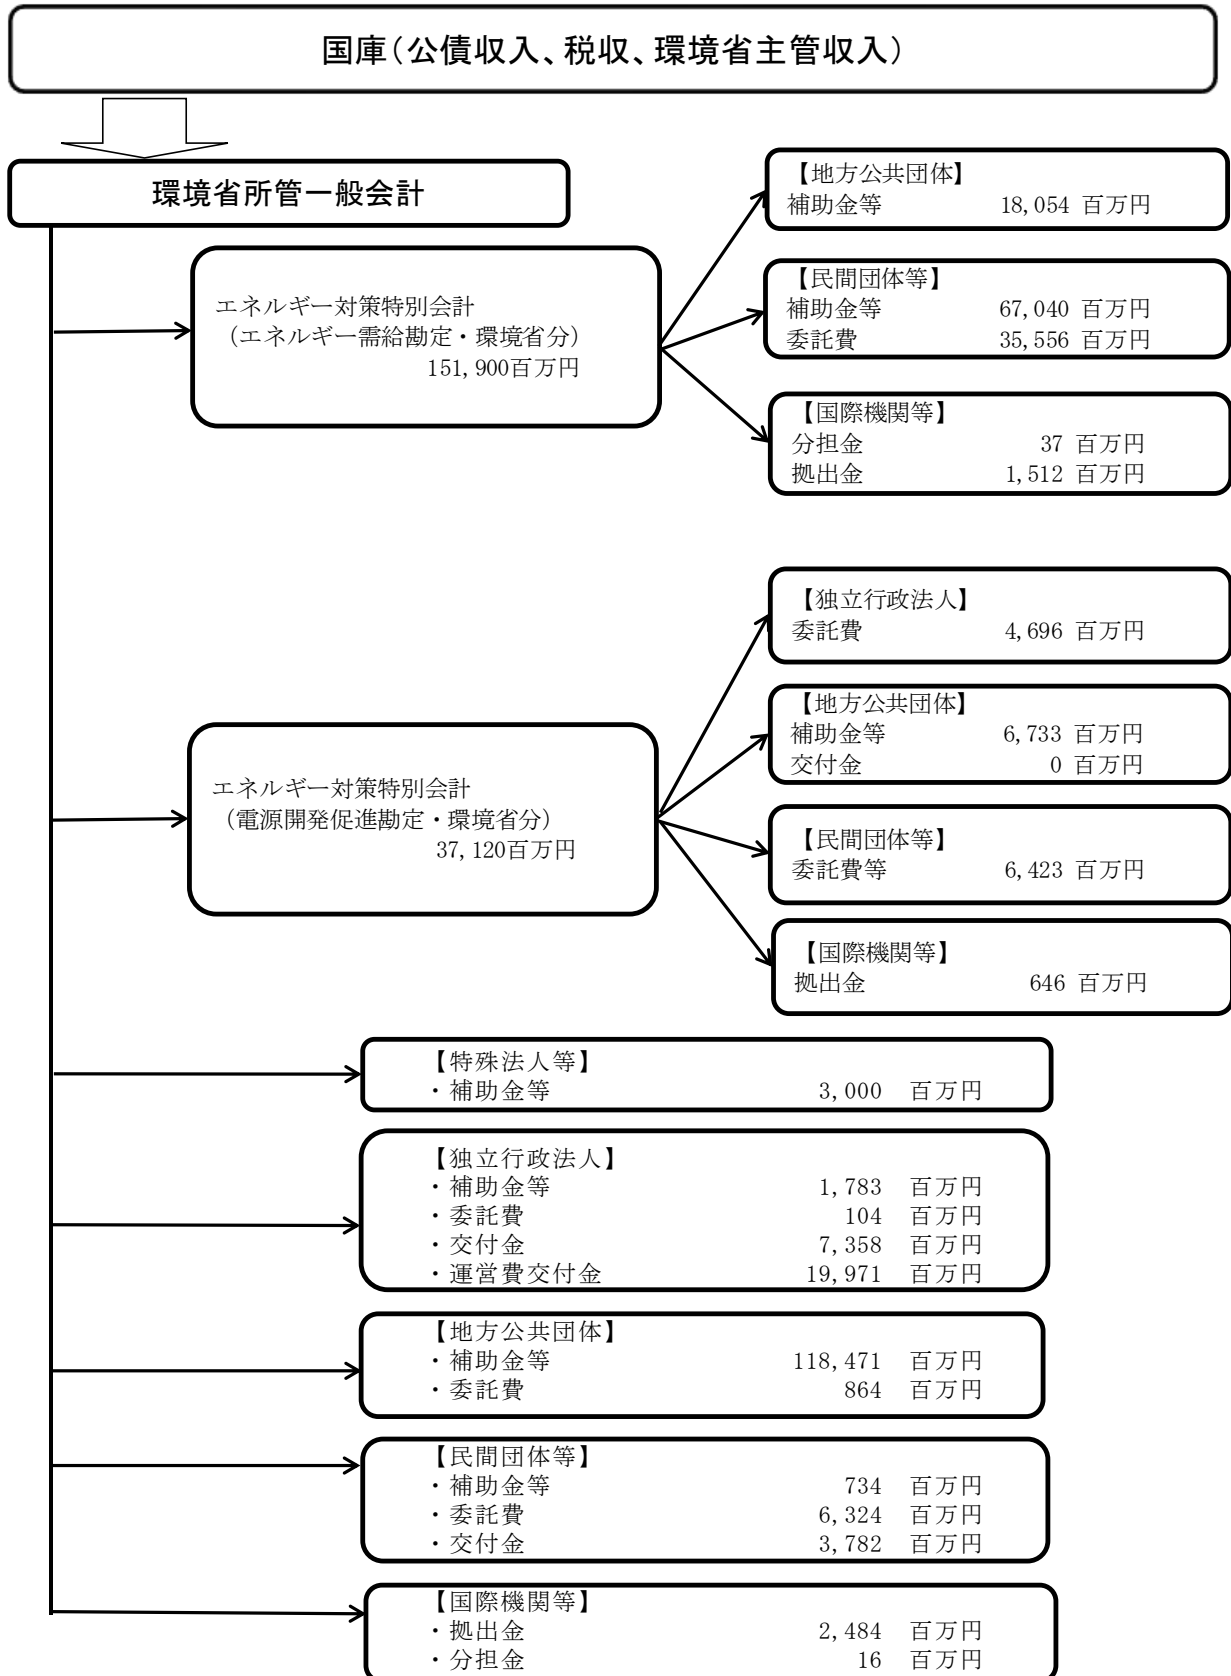 国庫(公債収入、税収、環境省主管収入)
環境省所管一般会計
【地方公共団体】
補助金等 18,054 百万円
エネルギー対策特別会計
(エネルギー需給勘定・環境省分)
151,900百万円
【民間団体等】
補助金等 67,040 百万円
委託費 35,556 百万円
【国際機関等】
分担金 37 百万円
拠出金 1,512 百万円
【独立行政法人】
委託費 4,696 百万円
【地方公共団体】
補助金等 6,733 百万円
交付金 0 百万円
エネルギー対策特別会計
(電源開発促進勘定・環境省分)
37,120百万円
【民間団体等】
委託費等 6,423 百万円
【国際機関等】
拠出金 646 百万円
【特殊法人等】
・補助金等 3,000 百万円
【独立行政法人】
・補助金等 1,783 百万円
・委託費 104 百万円
・交付金 7,358 百万円
・運営費交付金 19,971 百万円
【地方公共団体】
・補助金等 118,471 百万円
・委託費 864 百万円
【民間団体等】
・補助金等 734 百万円
・委託費 6,324 百万円
・交付金 3,782 百万円
【国際機関等】
・拠出金 2,484 百万円
・分担金 16 百万円